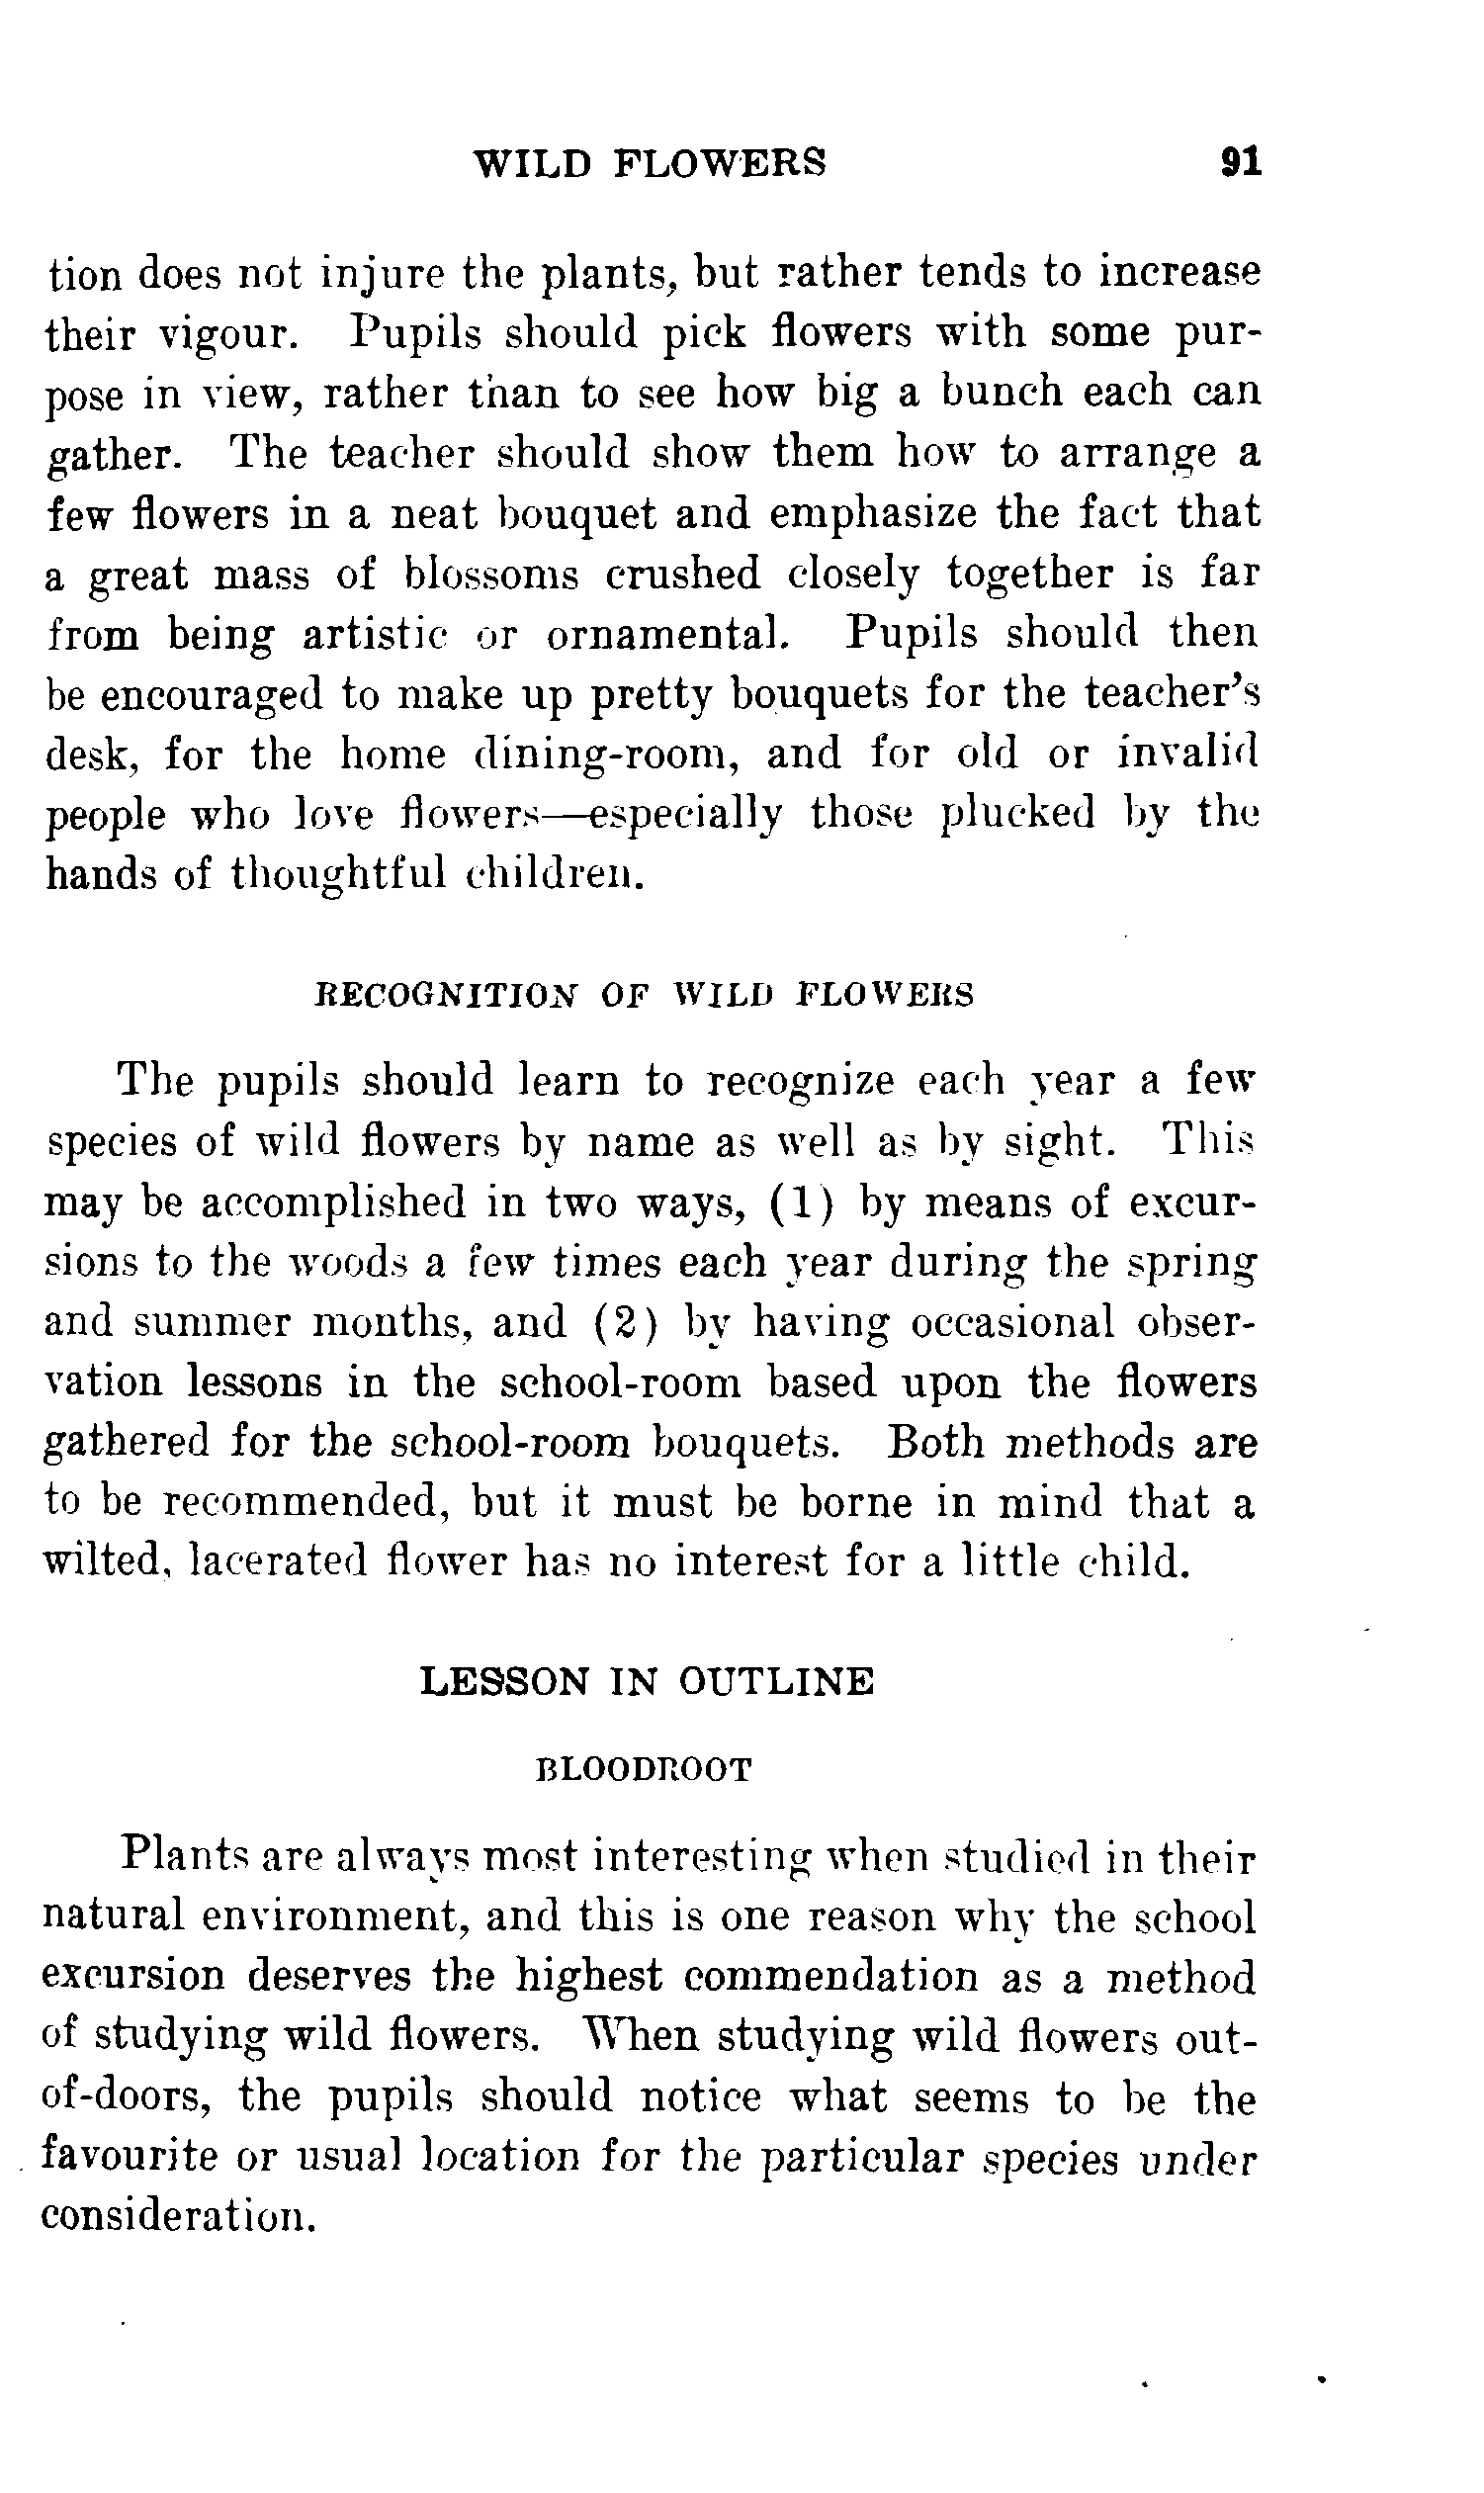 WILD FLOWERS 91
tion does not injure the plants, but rather tends to increase
their vigour. Pupils should pick flowers with some pur-
pose in view, rather than to see how big a bunch each can
gather. The teacher should show them how to arrange a
few flowers in a neat bouquet and emphasize the fact that
a great mass of blossoms crushed closely together is far
from being artistic or ornamental. Pupils should then
be encouraged to make up pretty bouquets for the teacher's
desk, for the home dining-room, and for old or invalid
people who love flowers—especially those plucked by the
hands of thoughtful children.
RECOGNITION OF WILD FLOWERS
The pupils should learn to recognize each year a few
species of wild flowers by name as well as by sight. This
may be accomplished in two ways, (1) by means of excur-
sions to the woods a few times each year during the spring
and summer months, and (2) by having occasional obser-
vation lessons in the school-room based upon the flowers
gathered for the school-room bouquets. Both methods are
to be recommended, but it must be borne in mind that a
wilted, lacerated flower has no interest for a little child.
LESSON IN OUTLINE
BLOODROOT
Plants are always most interesting when studied in their
natural environment, and this is one reason why the school
excursion deserves the highest commendation as a method
of studying wild flowers. When studying wild flowers out-
of-doors, the pupils should notice what seems to be the
favourite or usual location for the particular species under
consideration.